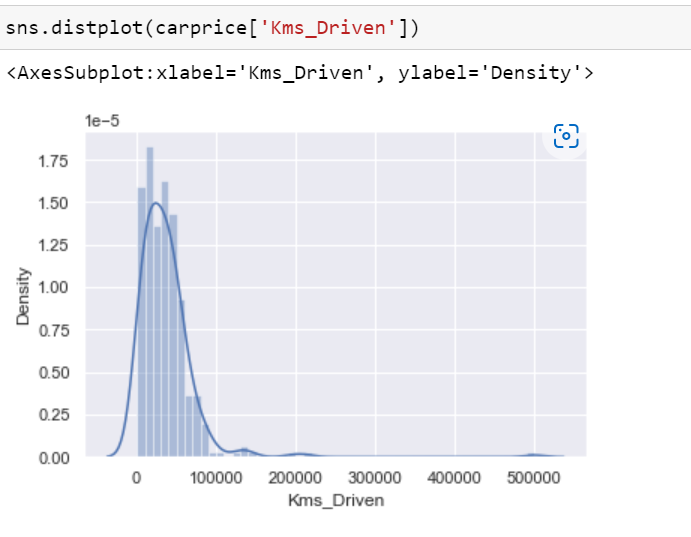 sns.distplot(carprice['Kms_Driven'])
<AxesSubplot:xlabel='Kms_Driven', ylabel='Density'>
1e−5
1.75
1.50
1.25
1.00
0.75
0.50
0.25
0.00
Density
0 100000 200000 300000 400000 500000
Kms_Driven